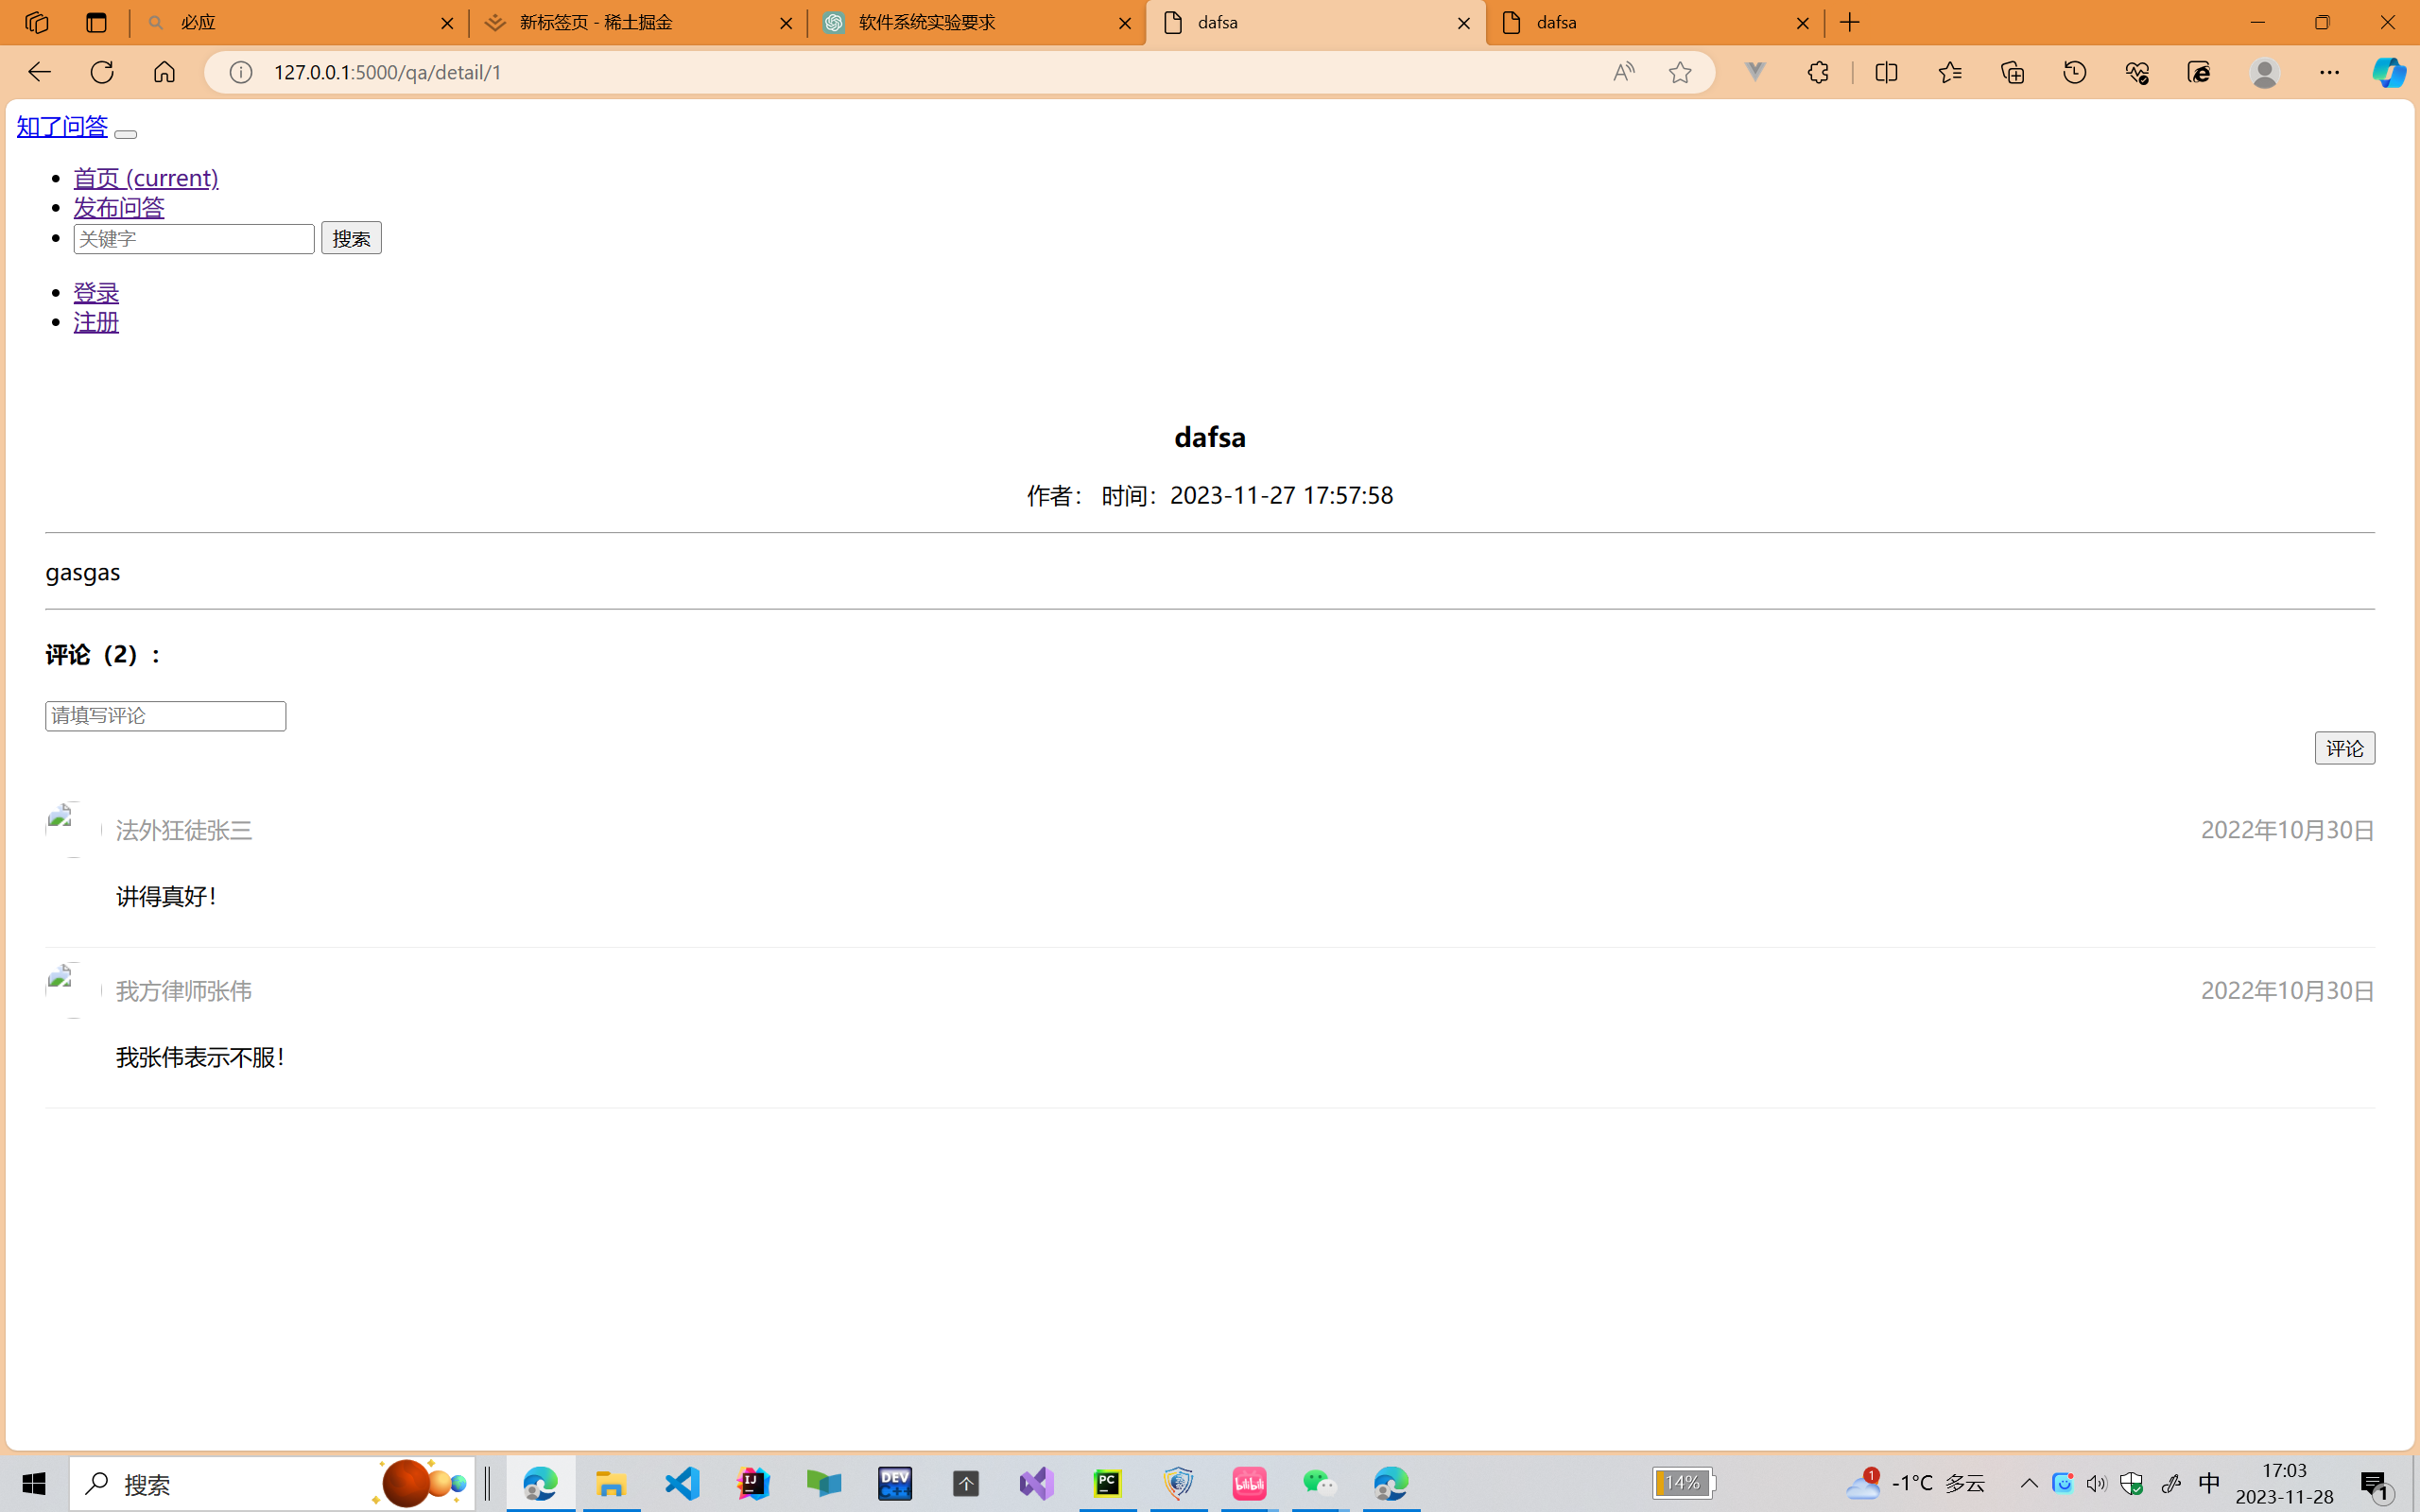 必应
新标签页 - 稀土掘金
软件系统实验要求
dafsa
dafsa
127.0.0.1:5000/qa/detail/1
知了问答
首页 (current)
发布问答
关键字 搜索
登录
注册
dafsa
作者： 时间：2023-11-27 17:57:58
gasgas
评论（2）:
请填写评论
评论
法外狂徒张三 2022年10月30日
讲得真好！
我方律师张伟 2022年10月30日
我张伟表示不服！
搜索
IJ
DEV C++
PC
bilibili
14%
1
-1°C 多云
中
17:03
2023-11-28
1